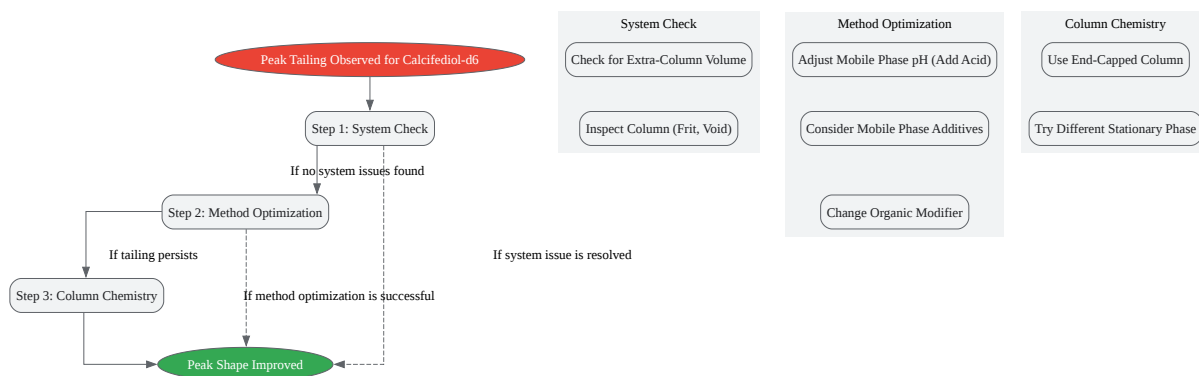 Peak Tailing Observed for Calcifediol-d6
Step 1: System Check
If no system issues found
Step 2: Method Optimization
If tailing persists
If system issue is resolved
Step 3: Column Chemistry
If method optimization is successful
Peak Shape Improved
System Check
Check for Extra-Column Volume
Inspect Column (Frit, Void)
Method Optimization
Adjust Mobile Phase pH (Add Acid)
Consider Mobile Phase Additives
Change Organic Modifier
Column Chemistry
Use End-Capped Column
Try Different Stationary Phase